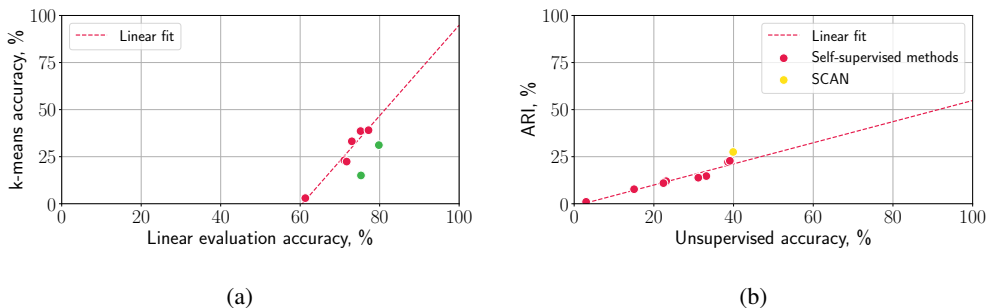 100
75
50
25
0
k-means accuracy, %
Linear fit
0
20
40
60
80
100
Linear evaluation accuracy, %
(a)
100
75
50
25
0
ARI, %
Linear fit
Self-supervised methods
SCAN
0
20
40
60
80
100
Unsupervised accuracy, %
(b)